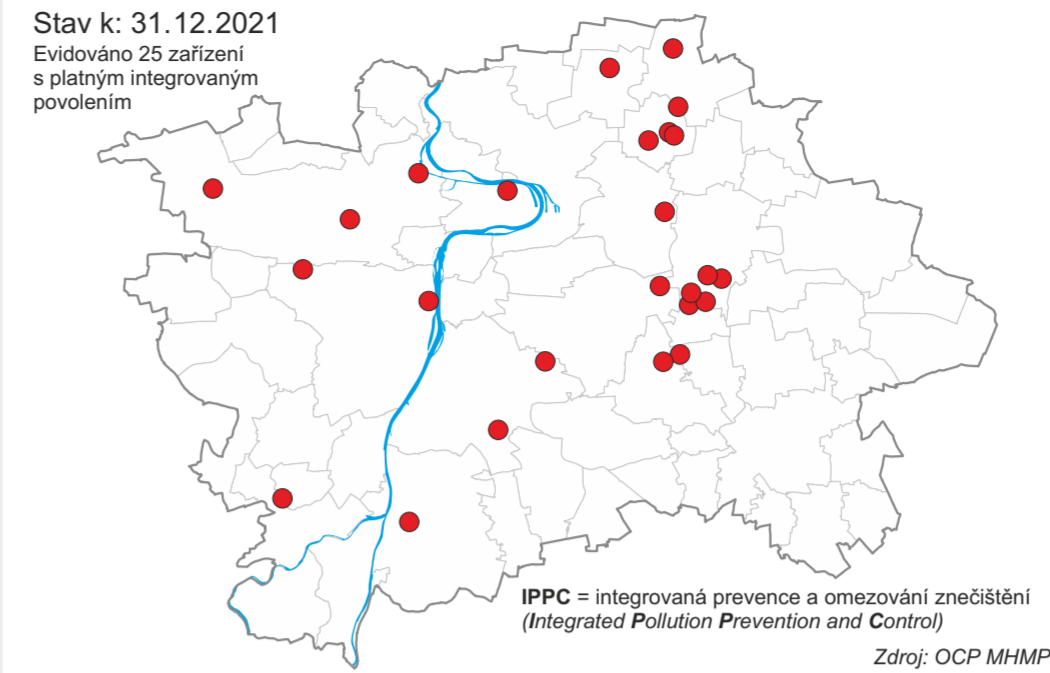 Stav k: 31.12.2021
Evidováno 25 zařízení
s platným integrovaným
povolením
IPPC = integrovaná prevence a omezování znečištění
(Integrated Pollution Prevention and Control)
Zdroj: OCP MHMP